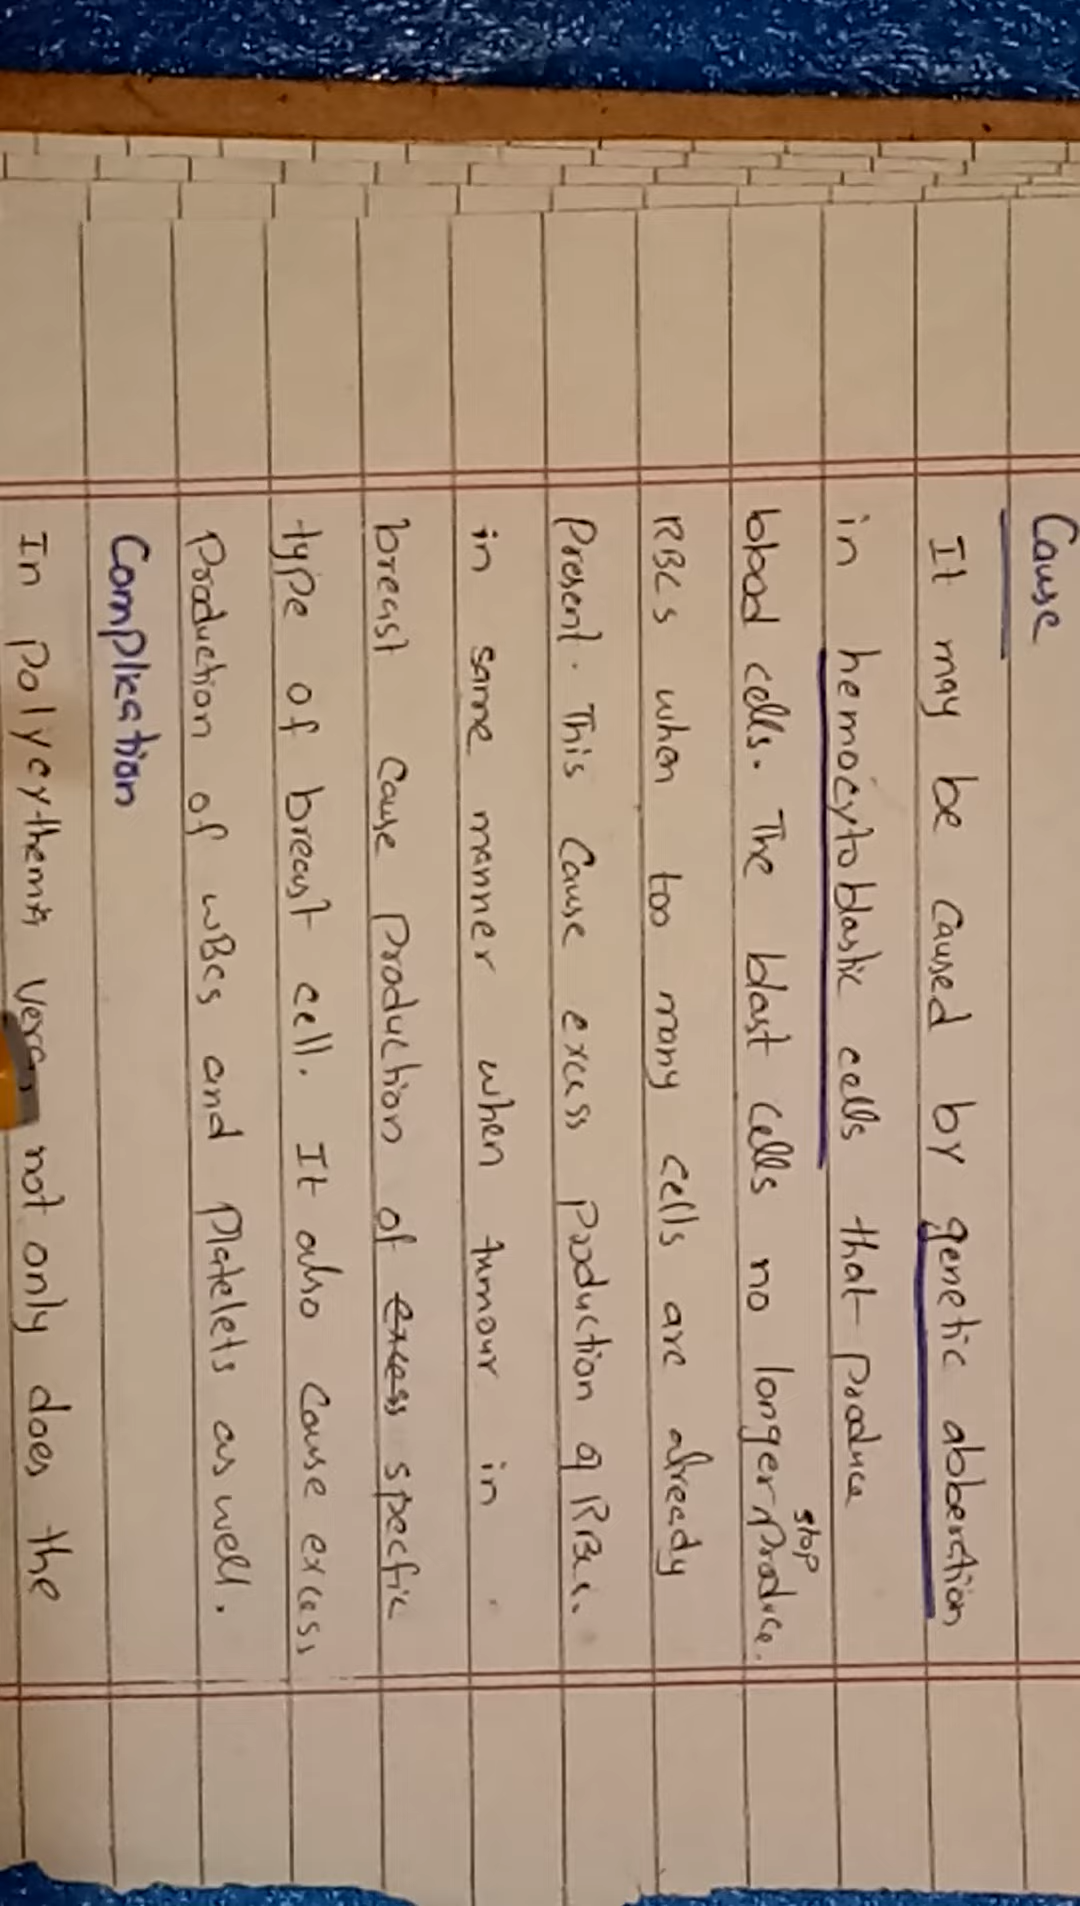 Cause
It may be caused by genetic abberation
in hemocytoblastic cells that produce
blood cells. The blast cells no longer stop produce.
RBCs when too many cells are already
Present. This cause excess production of RBCs.
in same manner when tumour in
breast cause production of excess specfic
type of breast cell. It also cause excess
Production of WBCs and Platelets as well.
Complication
In Polycythemia Vera not only does the